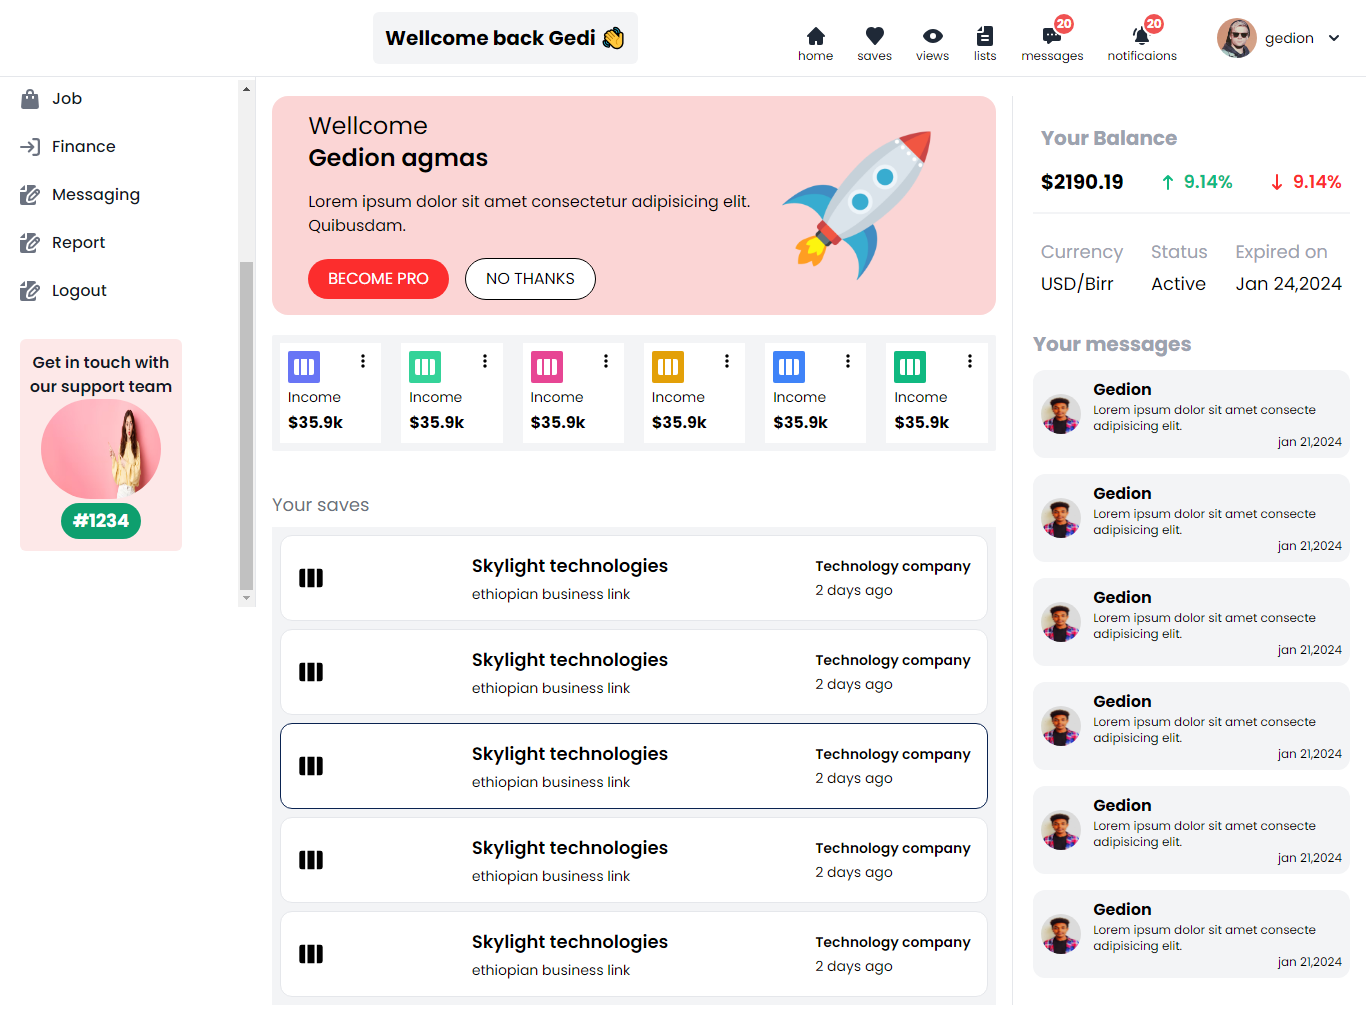 Wellcome back Gedi 👋
home
saves
views
lists
20
messages
20
notificaions
gedion
Job
Finance
Messaging
Report
Logout
Get in touch with
our support team
#1234
Wellcome
Gedion agmas
Lorem ipsum dolor sit amet consectetur adipisicing elit.
Quibusdam.
BECOME PRO
NO THANKS
Income
$35.9k
Income
$35.9k
Income
$35.9k
Income
$35.9k
Income
$35.9k
Income
$35.9k
Your saves
Skylight technologies
ethiopian business link
Technology company
2 days ago
Skylight technologies
ethiopian business link
Technology company
2 days ago
Skylight technologies
ethiopian business link
Technology company
2 days ago
Skylight technologies
ethiopian business link
Technology company
2 days ago
Skylight technologies
ethiopian business link
Technology company
2 days ago
Your Balance
$2190.19
↑ 9.14%
↓ 9.14%
Currency
USD/Birr
Status
Active
Expired on
Jan 24,2024
Your messages
Gedion
Lorem ipsum dolor sit amet consecte
adipisicing elit.
jan 21,2024
Gedion
Lorem ipsum dolor sit amet consecte
adipisicing elit.
jan 21,2024
Gedion
Lorem ipsum dolor sit amet consecte
adipisicing elit.
jan 21,2024
Gedion
Lorem ipsum dolor sit amet consecte
adipisicing elit.
jan 21,2024
Gedion
Lorem ipsum dolor sit amet consecte
adipisicing elit.
jan 21,2024
Gedion
Lorem ipsum dolor sit amet consecte
adipisicing elit.
jan 21,2024